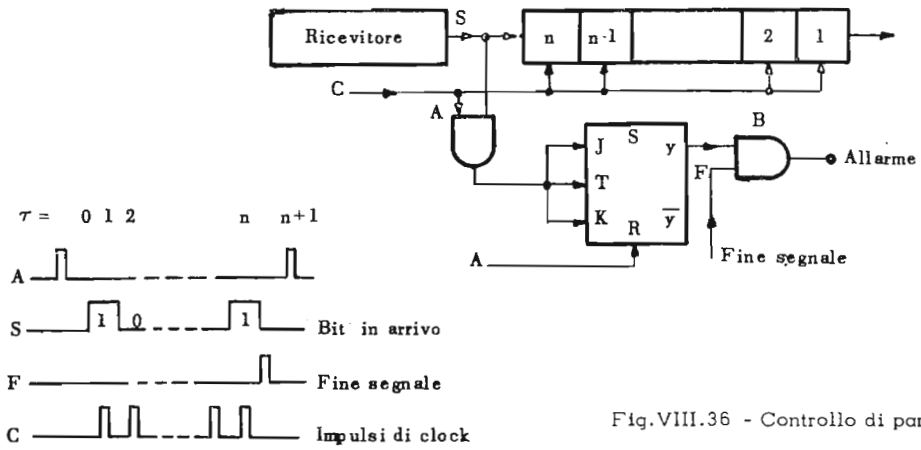 S
Ricevitore
n n-1 2 1
C
A
B
J S y
Allarme
T
F
K y
R
A
Fine segnale
τ = 0 1 2 n n+1
A
S 1 0 1 Bit in arrivo
F Fine segnale
C Impulsi di clock
Fig.VIII.36 - Controllo di par